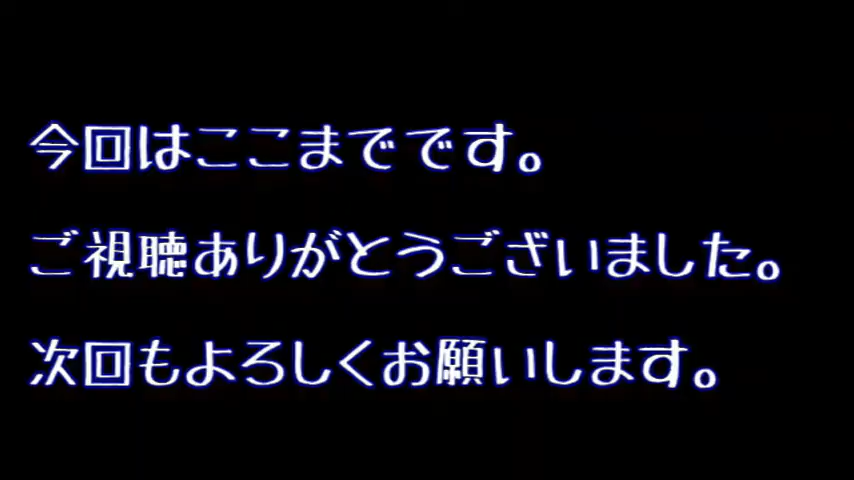 今回はここまでです。
ご視聴ありがとうございました。
次回もよろしくお願いします。